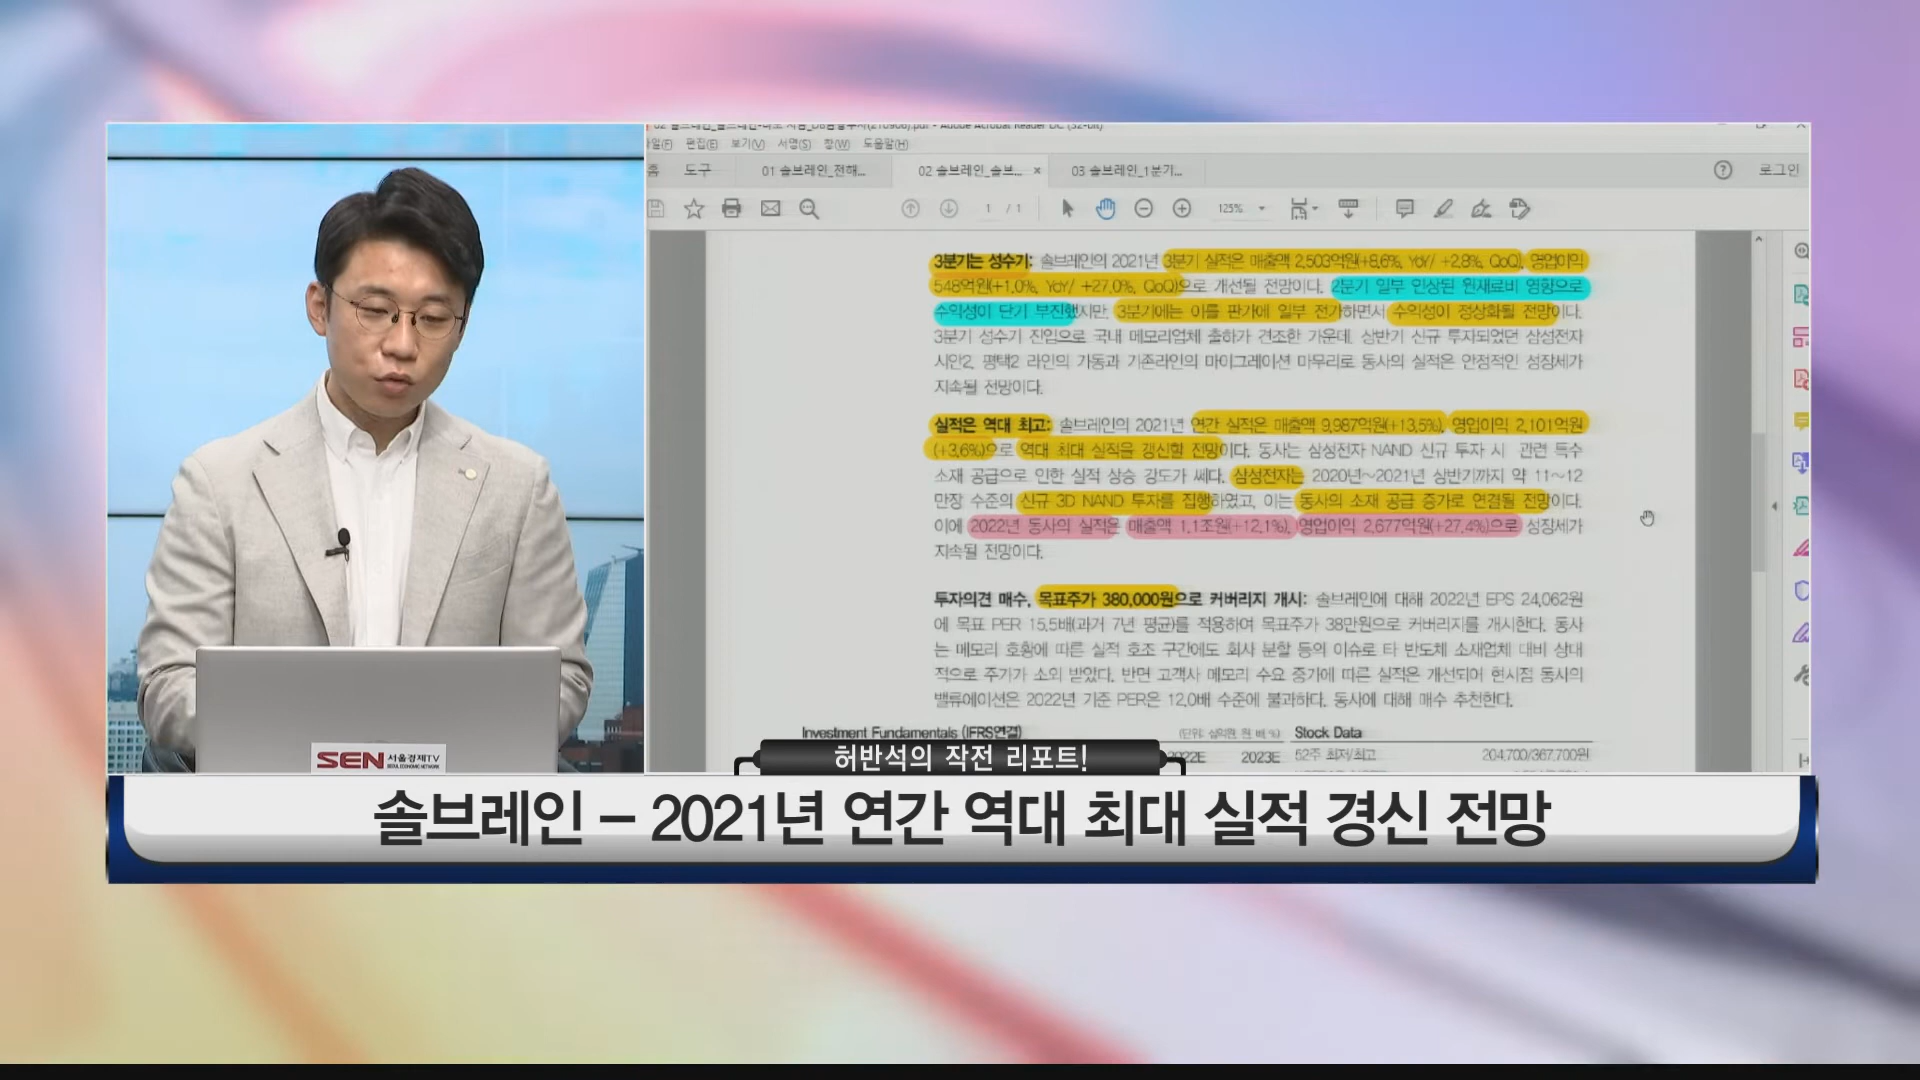 파일(F) 편집(E) 보기(V) 서명(S) 창(W) 도움말(H)
홈 도구 01 솔브레인_전해... 02 솔브레인_솔브... × 03 솔브레인_1분기... 로그인
1 / 1 125%
3분기는 성수기: 솔브레인의 2021년 3분기 실적은 매출액 2,503억원(+8.6%, YoY/ +2.8%, QoQ), 영업이익
548억원(+1.0%, YoY/ +27.0%, QoQ)으로 개선될 전망이다. 2분기 일부 인상된 원재료비 영향으로
수익성이 단기 부진했지만, 3분기에는 이를 판가에 일부 전가하면서 수익성이 정상화될 전망이다.
3분기 성수기 진입으로 국내 메모리업체 출하가 견조한 가운데, 상반기 신규 투자되었던 삼성전자
시안2, 평택2 라인의 가동과 기존라인의 마이그레이션 마무리로 동사의 실적은 안정적인 성장세가
지속될 전망이다.
실적은 역대 최고: 솔브레인의 2021년 연간 실적은 매출액 9,987억원(+13.5%), 영업이익 2,101억원
(+3.6%)으로 역대 최대 실적을 갱신할 전망이다. 동사는 삼성전자 NAND 신규 투자 시 관련 특수
소재 공급으로 인한 실적 상승 강도가 쎄다. 삼성전자는 2020년~2021년 상반기까지 약 11~12
만장 수준의 신규 3D NAND 투자를 집행하였고, 이는 동사의 소재 공급 증가로 연결될 전망이다.
이에 2022년 동사의 실적은 매출액 1.1조원(+12.1%), 영업이익 2,677억원(+27.4%)으로 성장세가
지속될 전망이다.
투자의견 매수, 목표주가 380,000원으로 커버리지 개시: 솔브레인에 대해 2022년 EPS 24,062원
에 목표 PER 15.5배(과거 7년 평균)를 적용하여 목표주가 38만원으로 커버리지를 개시한다. 동사
는 메모리 호황에 따른 실적 호조 구간에도 회사 분할 등의 이슈로 타 반도체 소재업체 대비 상대
적으로 주가가 소외 받았다. 반면 고객사 메모리 수요 증가에 따른 실적은 개선되어 현시점 동사의
밸류에이션은 2022년 기준 PER은 12.0배 수준에 불과하다. 동사에 대해 매수 추천한다.
Investment Fundamentals (IFRS연결) (단위: 십억원, 원, 배, %) Stock Data
2022E 2023E 52주 최저/최고 204,700/367,700원
SEN 서울경제TV
SEOUL ECONOMIC NETWORK
허반석의 작전 리포트!
솔브레인 – 2021년 연간 역대 최대 실적 경신 전망